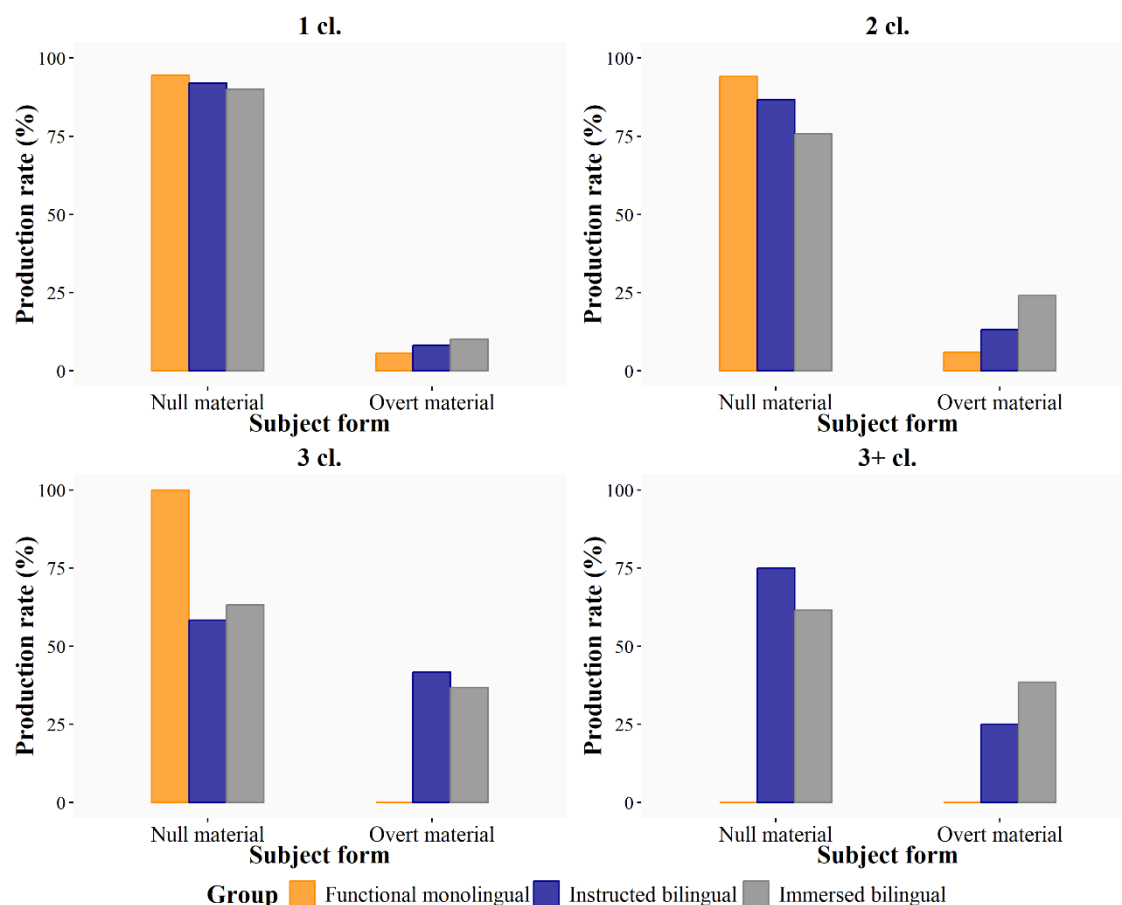 1 cl.
100
75
50
25
0
Production rate (%)
Null material
Overt material
Subject form
2 cl.
100
75
50
25
0
Production rate (%)
Null material
Overt material
Subject form
3 cl.
100
75
50
25
0
Production rate (%)
Null material
Overt material
Subject form
3+ cl.
100
75
50
25
0
Production rate (%)
Null material
Overt material
Subject form
Group Functional monolingual Instructed bilingual Immersed bilingual